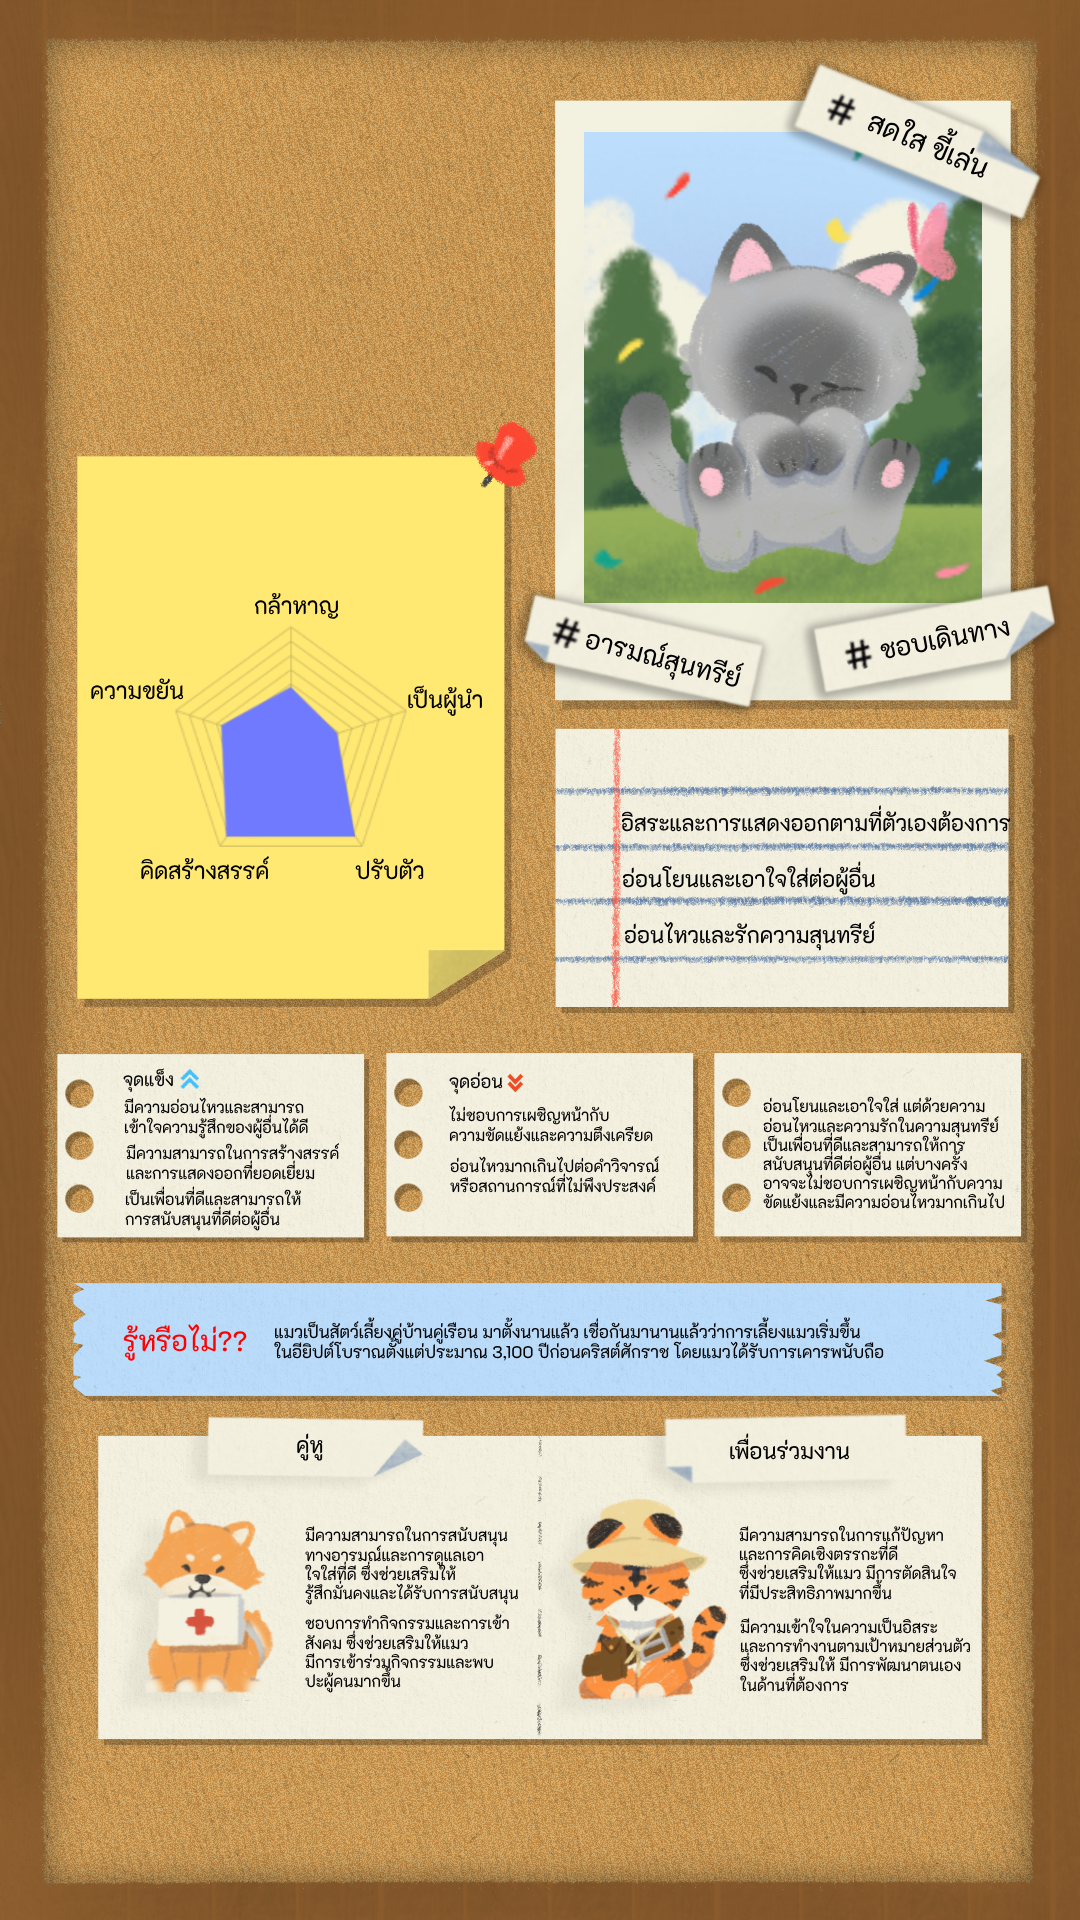 # สดใส ขี้เล่น
# อารมณ์สุนทรีย์
# ชอบเดินทาง
กล้าหาญ
ความขยัน
เป็นผู้นำ
คิดสร้างสรรค์
ปรับตัว
อิสระและการแสดงออกตามที่ตัวเองต้องการ
อ่อนโยนและเอาใจใส่ต่อผู้อื่น
อ่อนไหวและรักความสุนทรีย์
จุดแข็ง
มีความอ่อนไหวและสามารถ
เข้าใจความรู้สึกของผู้อื่นได้ดี
มีความสามารถในการสร้างสรรค์
และการแสดงออกที่ยอดเยี่ยม
เป็นเพื่อนที่ดีและสามารถให้
การสนับสนุนที่ดีต่อผู้อื่น
จุดอ่อน
ไม่ชอบการเผชิญหน้ากับ
ความขัดแย้งและความตึงเครียด
อ่อนไหวมากเกินไปต่อคำวิจารณ์
หรือสถานการณ์ที่ไม่พึงประสงค์
อ่อนโยนและเอาใจใส่ แต่ด้วยความ
อ่อนไหวและความรักในความสุนทรีย์
เป็นเพื่อนที่ดีและสามารถให้การ
สนับสนุนที่ดีต่อผู้อื่น แต่บางครั้ง
อาจจะไม่ชอบการเผชิญหน้ากับความ
ขัดแย้งและมีความอ่อนไหวมากเกินไป
รู้หรือไม่??
แมวเป็นสัตว์เลี้ยงคู่บ้านคู่เรือน มาตั้งนานแล้ว เชื่อกันมานานแล้วว่าการเลี้ยงแมวเริ่มขึ้น
ในอียิปต์โบราณตั้งแต่ประมาณ 3,100 ปีก่อนคริสต์ศักราช โดยแมวได้รับการเคารพนับถือ
คู่หู
มีความสามารถในการสนับสนุน
ทางอารมณ์และการดูแลเอา
ใจใส่ที่ดี ซึ่งช่วยเสริมให้
รู้สึกมั่นคงและได้รับการสนับสนุน
ชอบการทำกิจกรรมและการเข้า
สังคม ซึ่งช่วยเสริมให้แมว
มีการเข้าร่วมกิจกรรมและพบ
ปะผู้คนมากขึ้น
เพื่อนร่วมงาน
มีความสามารถในการแก้ปัญหา
และการคิดเชิงตรรกะที่ดี
ซึ่งช่วยเสริมให้แมว มีการตัดสินใจ
ที่มีประสิทธิภาพมากขึ้น
มีความเข้าใจในความเป็นอิสระ
และการทำงานตามเป้าหมายส่วนตัว
ซึ่งช่วยเสริมให้ มีการพัฒนาตนเอง
ในด้านที่ต้องการ